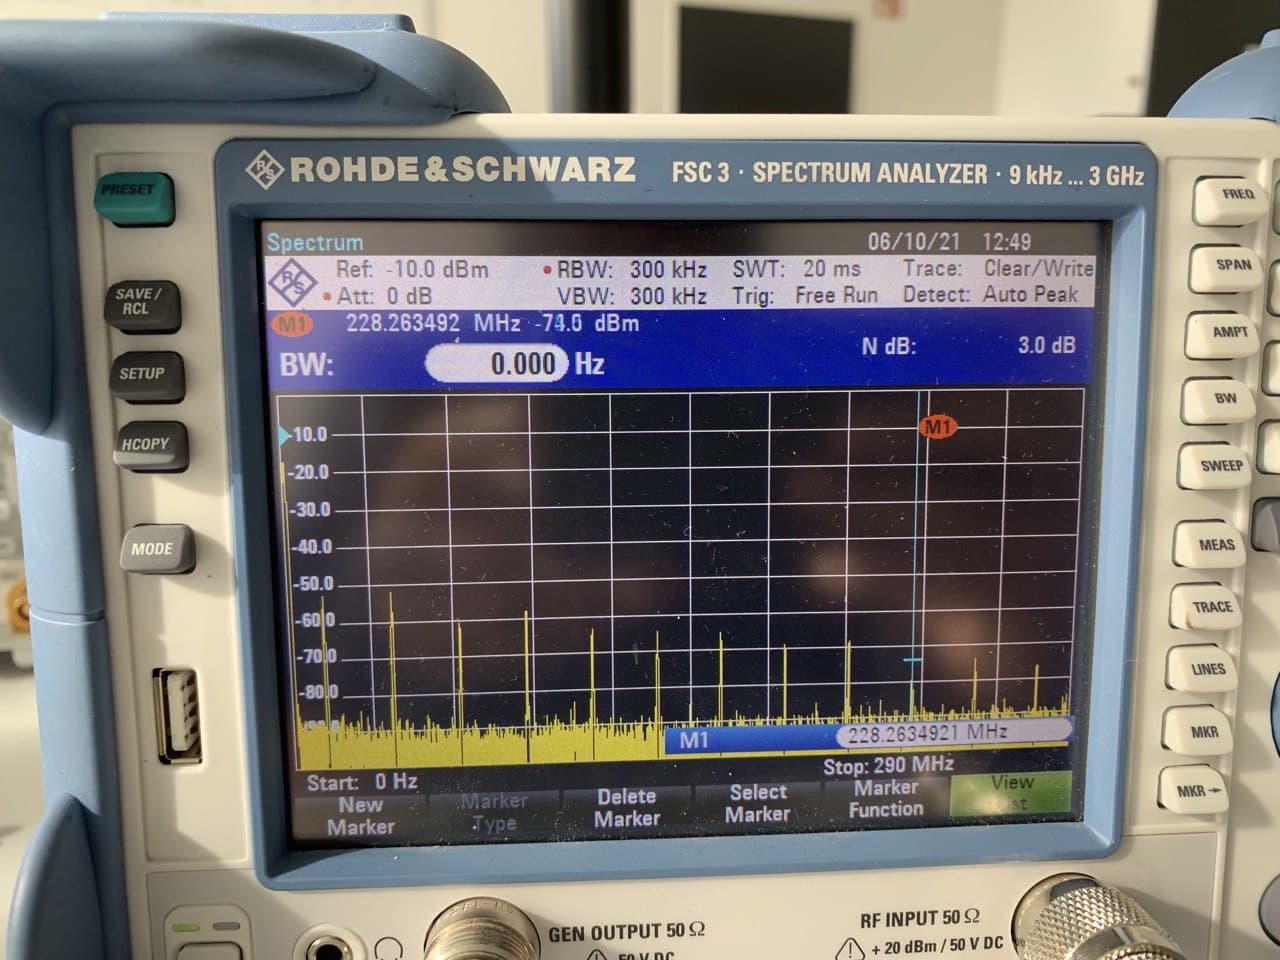 ROHDE&SCHWARZ FSC 3 · SPECTRUM ANALYZER · 9 kHz ... 3 GHz
PRESET
SAVE /
RCL
SETUP
HCOPY
MODE
Spectrum 06/10/21 12:49
R/S Ref: -10.0 dBm RBW: 300 kHz SWT: 20 ms Trace: Clear/Write
Att: 0 dB VBW: 300 kHz Trig: Free Run Detect: Auto Peak
M1 228.263492 MHz dBm
BW: 0.000 Hz N dB: 3.0 dB
M1
-10.0
-20.0
-30.0
-40.0
-50.0
-60.0
-70.0
-80.0
M1 228.2634921 MHz
Start: 0 Hz Stop: 290 MHz
New
Marker
Marker
Type
Delete
Marker
Select
Marker
Marker
Function
View
FREQ
SPAN
AMPT
BW
SWEEP
MEAS
TRACE
LINES
MKR
MKR→
GEN OUTPUT 50 Ω
50 V DC
RF INPUT 50 Ω
+ 20 dBm / 50 V DC